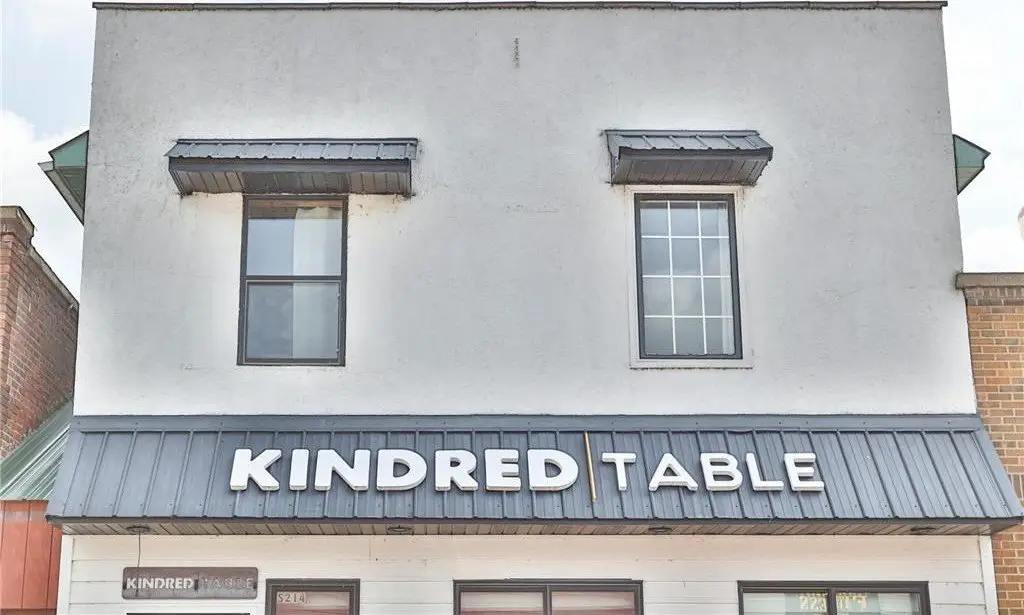 KINDRED | TABLE
KINDRED TABLE
5214